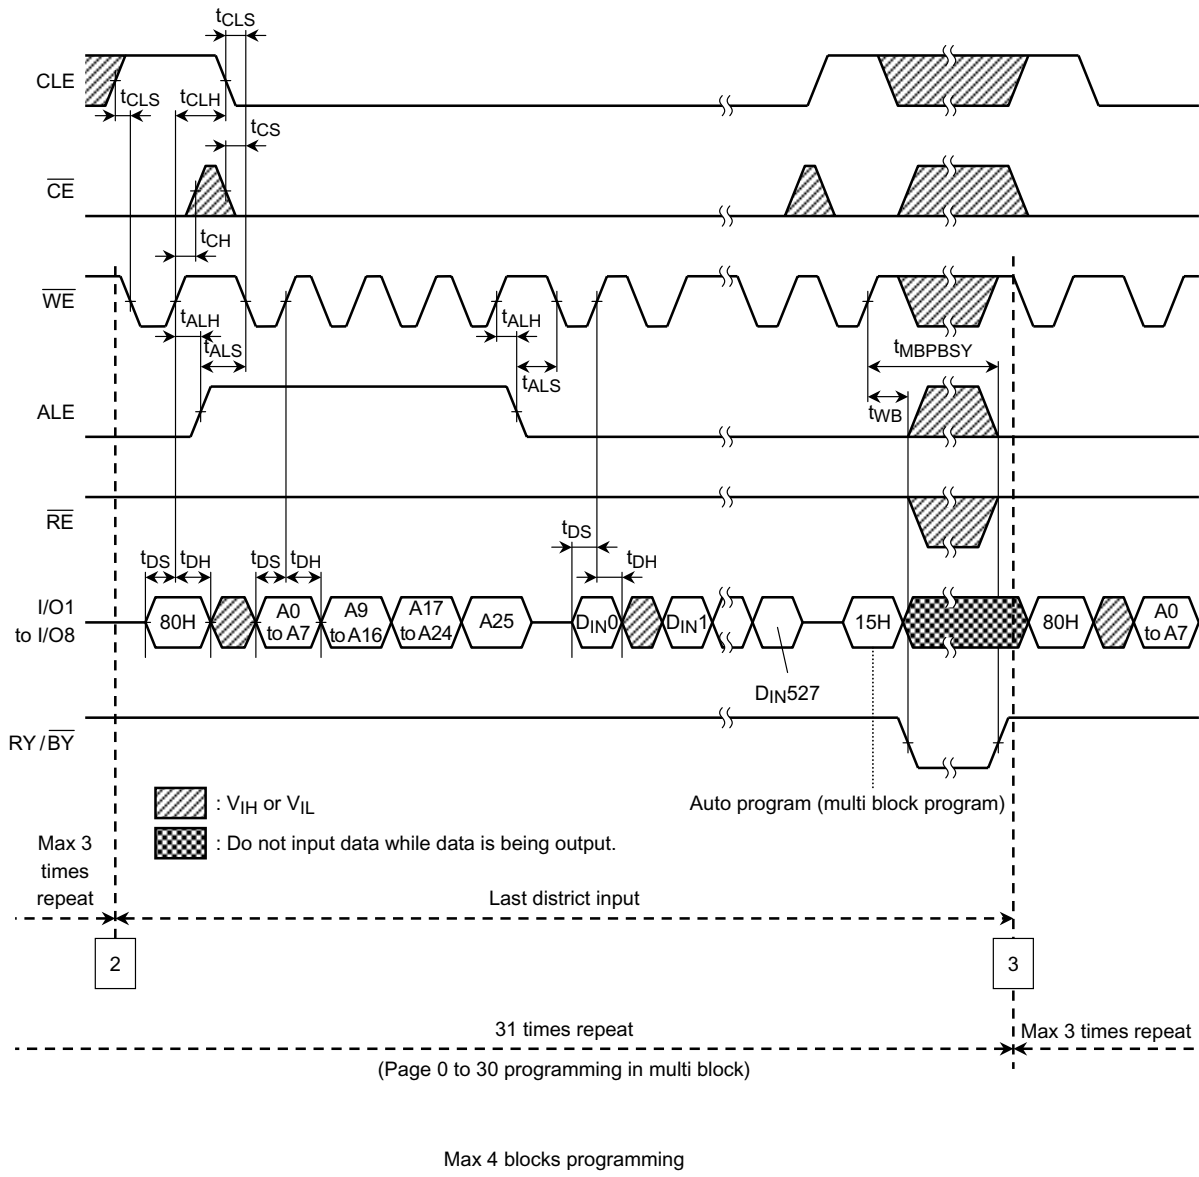 tCLS
CLE
tCLS
tCLH
tCS
CE
tCH
WE
tALH
tALS
tALH
tALS
tMBPBSY
tWB
ALE
RE
tDS
tDH
tDS
tDH
tDS
tDH
I/O1
to I/O8
80H
A0
to A7
A9
to A16
A17
to A24
A25
DIN0
DIN1
15H
80H
A0
to A7
DIN527
RY/BY
: VIH or VIL
Auto program (multi block program)
: Do not input data while data is being output.
Max 3
times
repeat
Last district input
2
3
31 times repeat
Max 3 times repeat
(Page 0 to 30 programming in multi block)
Max 4 blocks programming